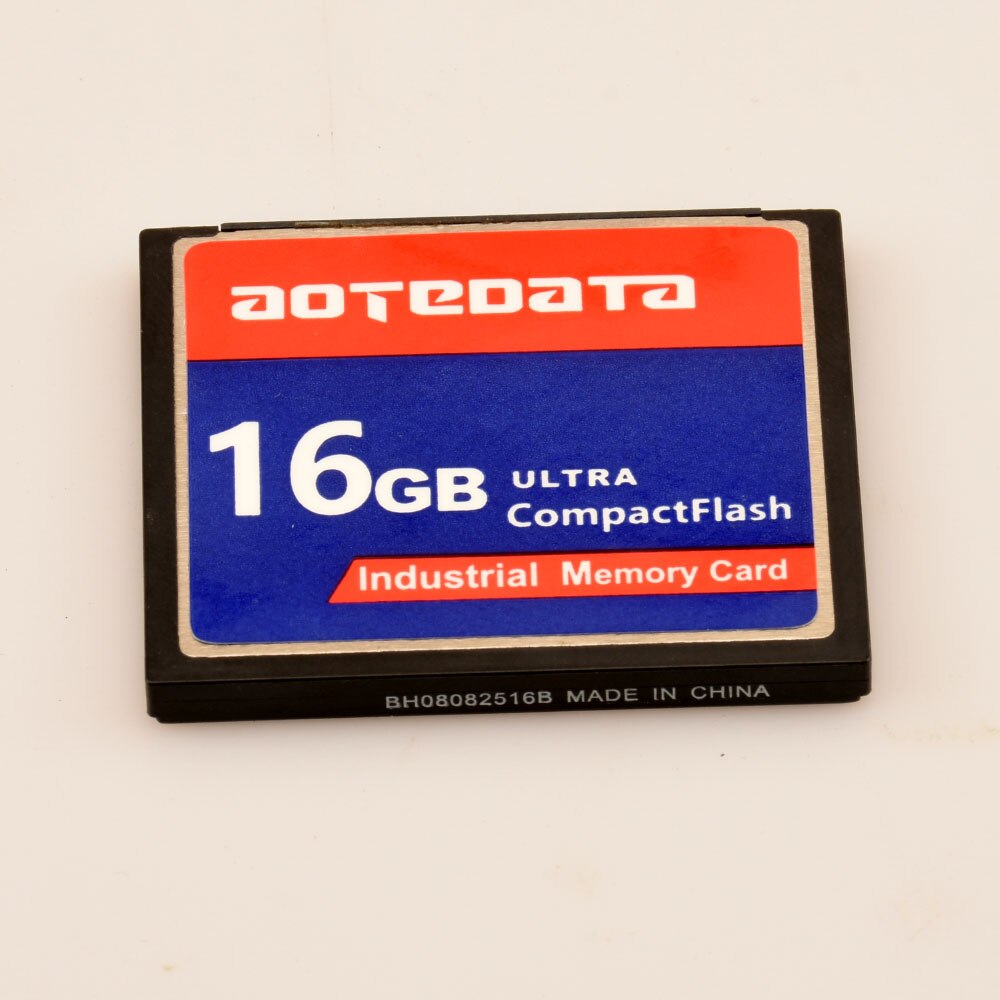 AOTEDATA
16GB ULTRA
CompactFlash
Industrial Memory Card
BH08082516B MADE IN CHINA